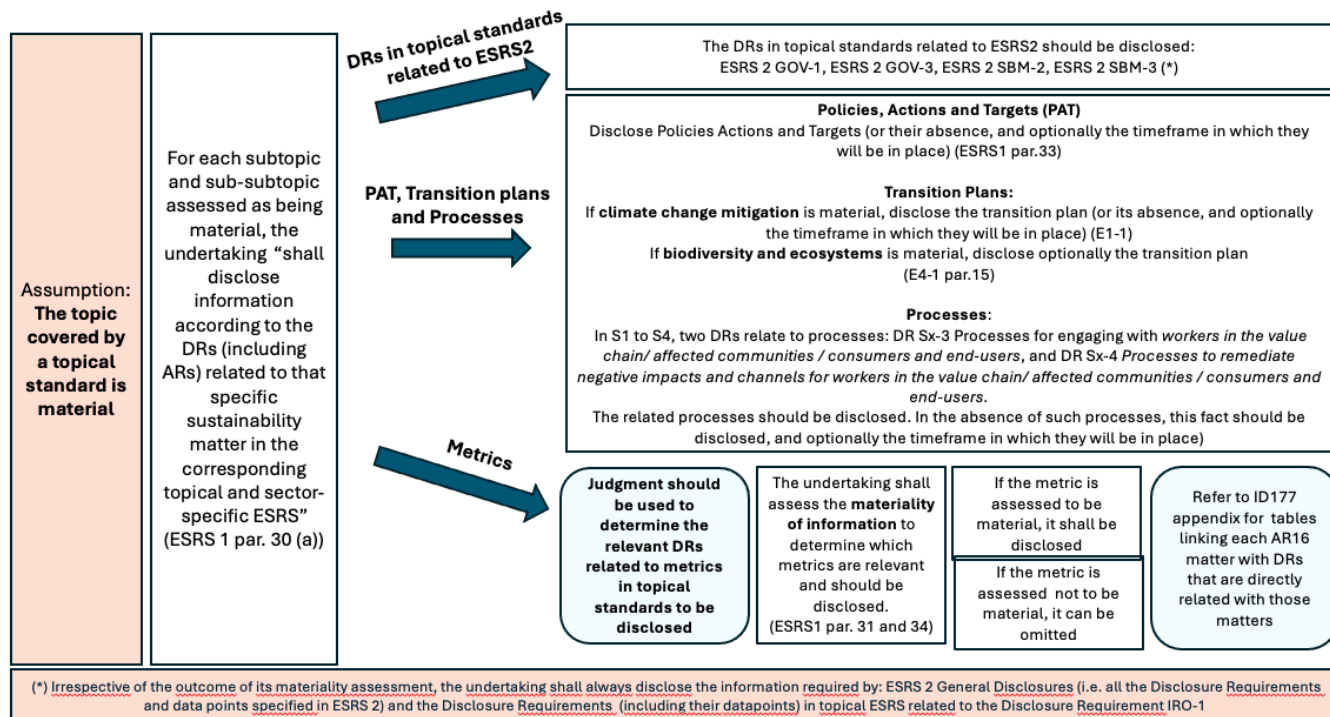 Assumption:
The topic
covered by
a topical
standard is
material
For each subtopic
and sub-subtopic
assessed as being
material, the
undertaking “shall
disclose
information
according to the
DRs (including
ARs) related to that
specific
sustainability
matter in the
corresponding
topical and sector-
specific ESRS”
(ESRS 1 par. 30 (a))
DRs in topical standards
related to ESRS2
The DRs in topical standards related to ESRS2 should be disclosed:
ESRS 2 GOV-1, ESRS 2 GOV-3, ESRS 2 SBM-2, ESRS 2 SBM-3 (*)
PAT, Transition plans
and Processes
Policies, Actions and Targets (PAT)
Disclose Policies Actions and Targets (or their absence, and optionally the timeframe in which they
will be in place) (ESRS1 par.33)
Transition Plans:
If climate change mitigation is material, disclose the transition plan (or its absence, and optionally
the timeframe in which they will be in place) (E1-1)
If biodiversity and ecosystems is material, disclose optionally the transition plan
(E4-1 par.15)
Processes:
In S1 to S4, two DRs relate to processes: DR Sx-3 Processes for engaging with workers in the value
chain/ affected communities / consumers and end-users, and DR Sx-4 Processes to remediate
negative impacts and channels for workers in the value chain/ affected communities / consumers and
end-users.
The related processes should be disclosed. In the absence of such processes, this fact should be
disclosed, and optionally the timeframe in which they will be in place)
Metrics
Judgment should
be used to
determine the
relevant DRs
related to metrics
in topical
standards to be
disclosed
The undertaking shall
assess the materiality
of information to
determine which
metrics are relevant
and should be
disclosed.
(ESRS1 par. 31 and 34)
If the metric is
assessed to be
material, it shall be
disclosed
If the metric is
assessed not to be
material, it can be
omitted
Refer to ID177
appendix for tables
linking each AR16
matter with DRs
that are directly
related with those
matters
(*) Irrespective of the outcome of its materiality assessment, the undertaking shall always disclose the information required by: ESRS 2 General Disclosures (i.e. all the Disclosure Requirements
and data points specified in ESRS 2) and the Disclosure Requirements (including their datapoints) in topical ESRS related to the Disclosure Requirement IRO-1